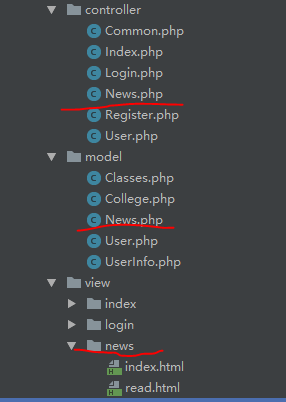 controller
Common.php
Index.php
Login.php
News.php
Register.php
User.php
model
Classes.php
College.php
News.php
User.php
UserInfo.php
view
index
login
news
index.html
read.html